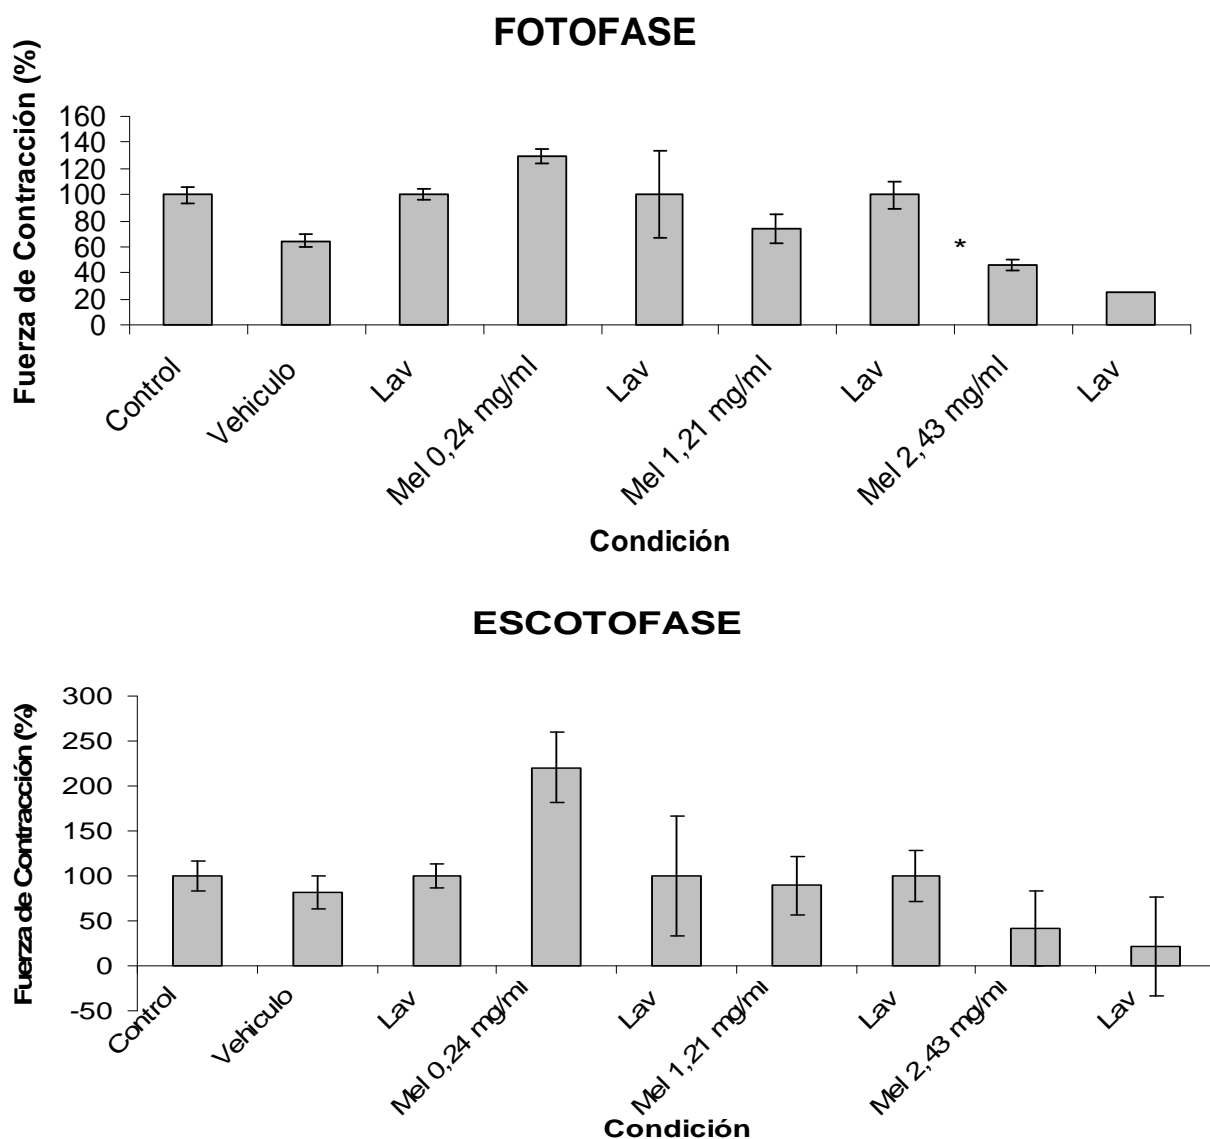 FOTOFASE
Fuerza de Contracción (%)
160
140
120
100
80
60
40
20
0
*
Control
Vehiculo
Lav
Mel 0,24 mg/ml
Lav
Mel 1,21 mg/ml
Lav
Mel 2,43 mg/ml
Lav
Condición
ESCOTOFASE
Fuerza de Contracción (%)
300
250
200
150
100
50
0
-50
Control
Vehiculo
Lav
Mel 0,24 mg/ml
Lav
Mel 1,21 mg/ml
Lav
Mel 2,43 mg/ml
Lav
Condición